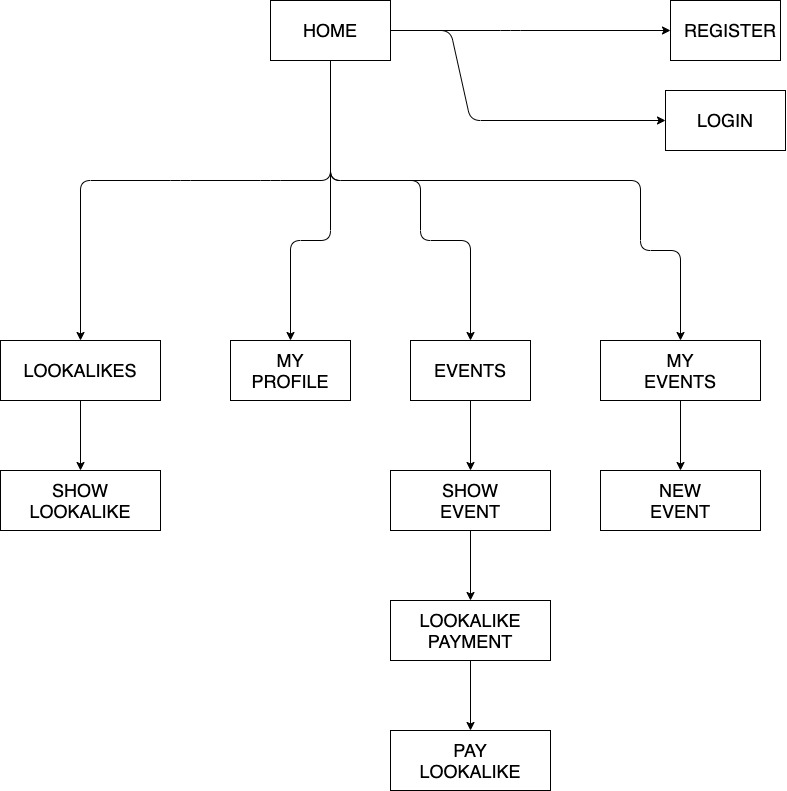 HOME
REGISTER
LOGIN
LOOKALIKES
MY
PROFILE
EVENTS
MY
EVENTS
SHOW
LOOKALIKE
SHOW
EVENT
NEW
EVENT
LOOKALIKE
PAYMENT
PAY
LOOKALIKE